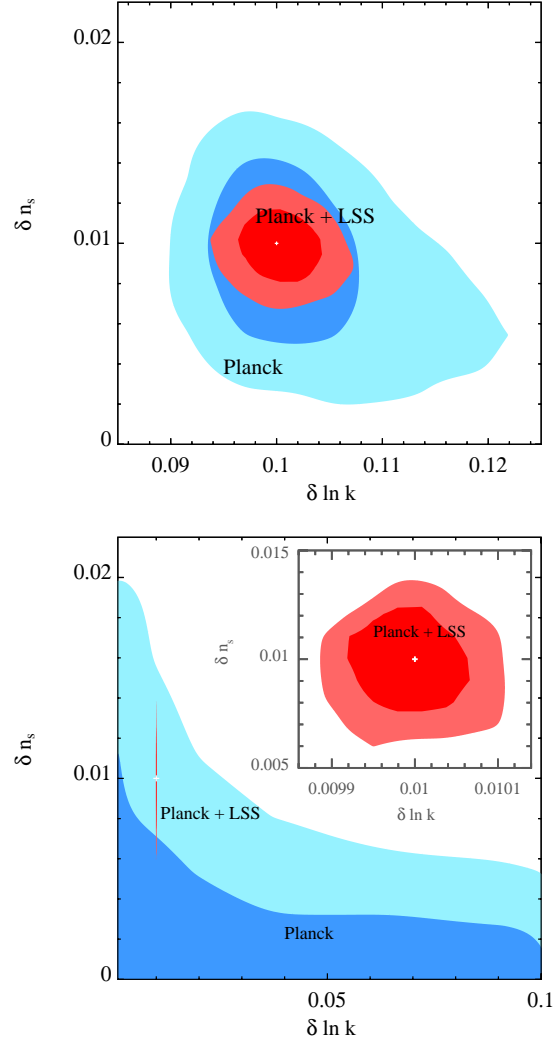 0.02
δ n_s
0.01
Planck + LSS
Planck
0
0.09 0.1 0.11 0.12
δ ln k
0.02
δ n_s
0.01
Planck + LSS
Planck
0
0.05 0.1
δ ln k
0.015
δ n_s
0.01
Planck + LSS
0.005
0.0099 0.01 0.0101
δ ln k